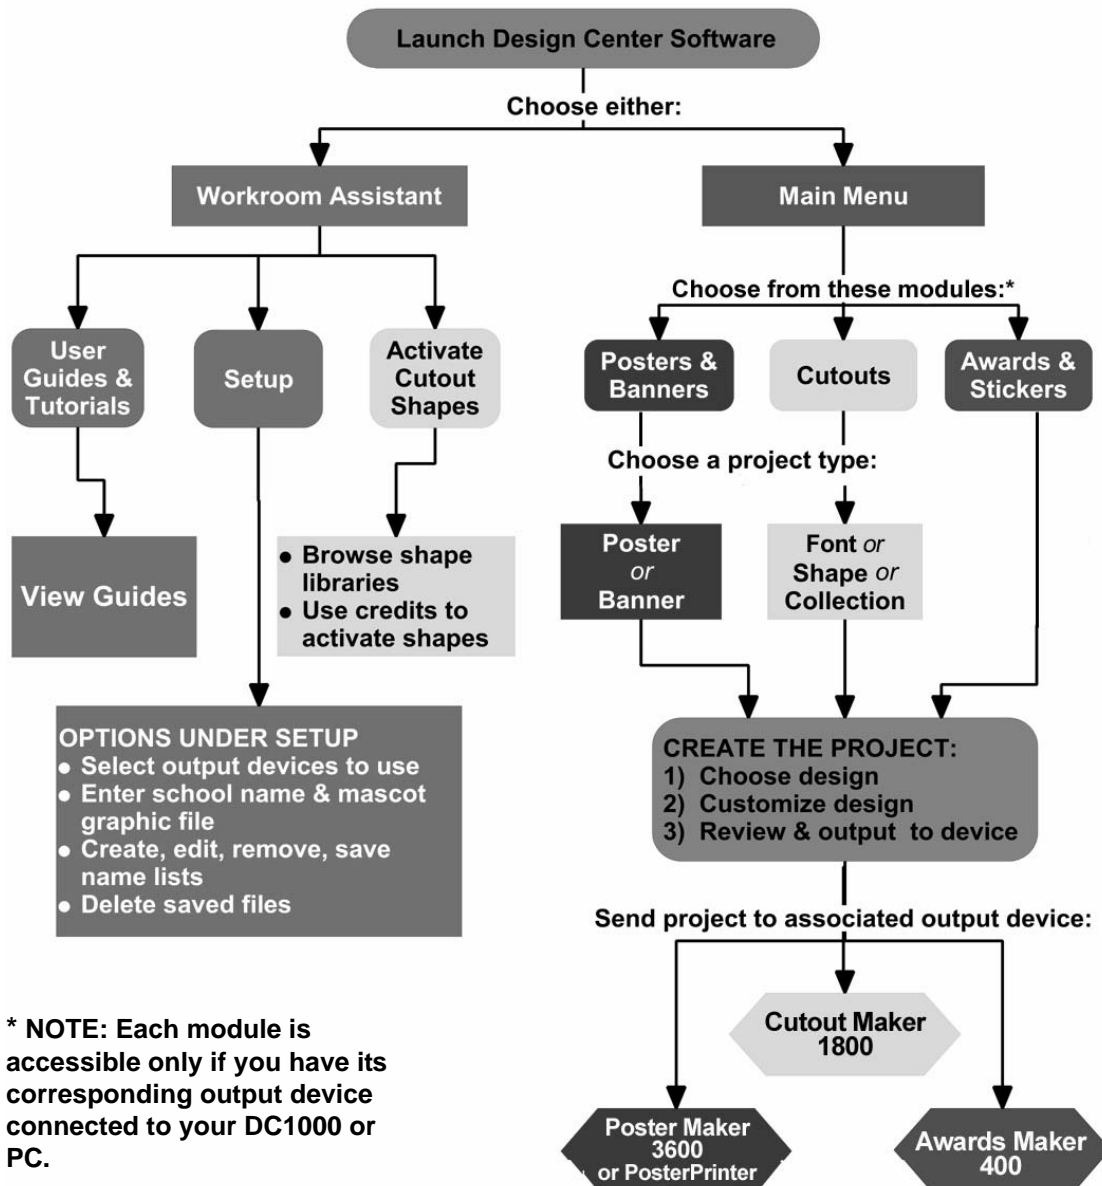 Launch Design Center Software
Choose either:
Workroom Assistant
Main Menu
Choose from these modules:*
User
Guides &
Tutorials
Setup
Activate
Cutout
Shapes
Posters &
Banners
Cutouts
Awards &
Stickers
Choose a project type:
View Guides
● Browse shape
libraries
● Use credits to
activate shapes
Poster
or
Banner
Font or
Shape or
Collection
OPTIONS UNDER SETUP
● Select output devices to use
● Enter school name & mascot
graphic file
● Create, edit, remove, save
name lists
● Delete saved files
CREATE THE PROJECT:
1) Choose design
2) Customize design
3) Review & output to device
Send project to associated output device:
Cutout Maker
1800
Poster Maker
3600
or PosterPrinter
Awards Maker
400
* NOTE: Each module is
accessible only if you have its
corresponding output device
connected to your DC1000 or
PC.